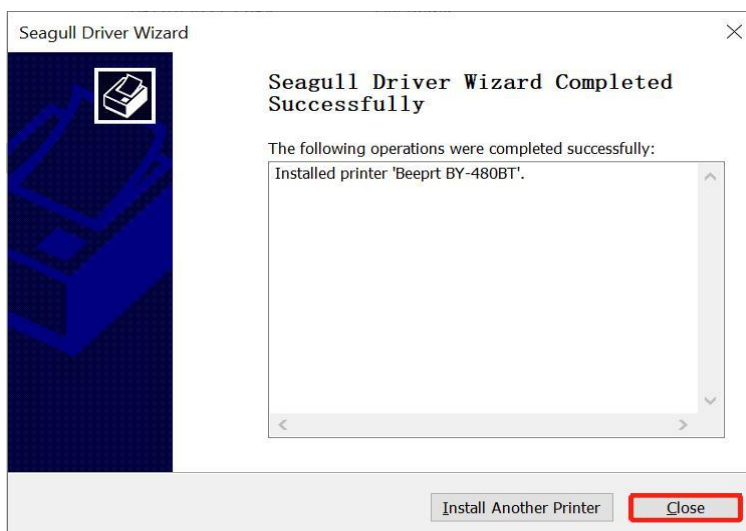 Seagull Driver Wizard
Seagull Driver Wizard Completed
Successfully
The following operations were completed successfully:
Installed printer 'Beeprt BY-480BT'.
Install Another Printer
Close